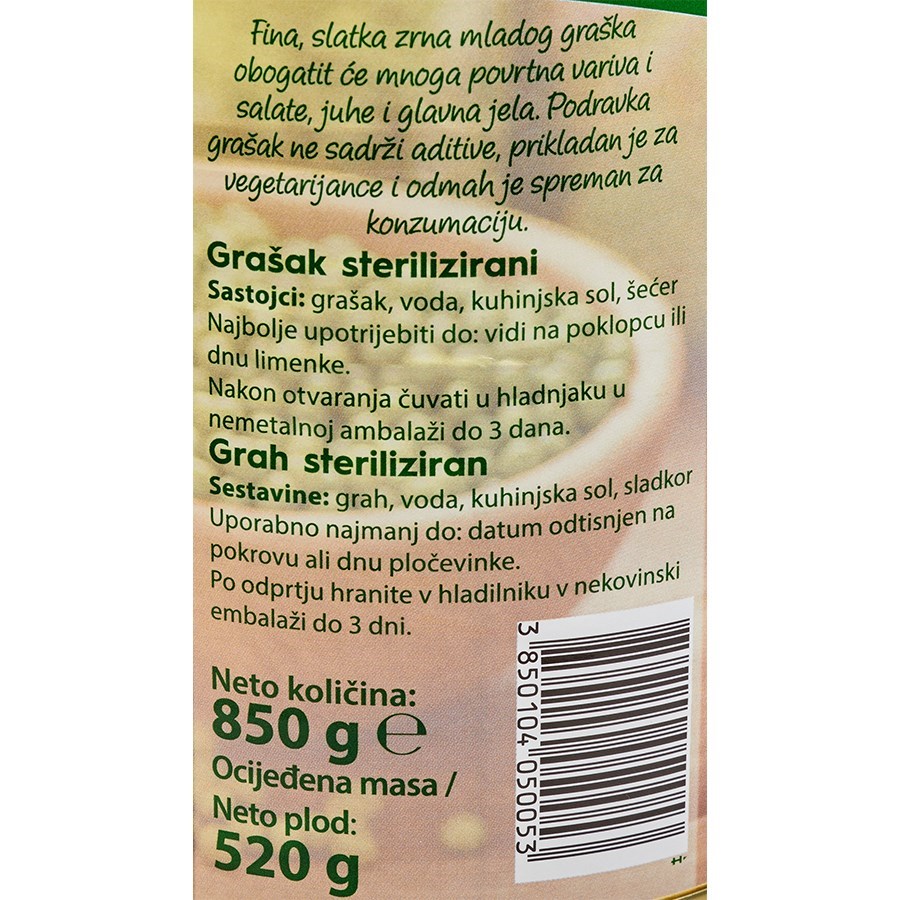 Fina, slatka zrna mladog graška
obogatit će mnoga povrtna variva i
salate, juhe i glavna jela. Podravka
grašak ne sadrži aditive, prikladan je za
vegetarijance i odmah je spreman za
konzumaciju.
Grašak sterilizirani
Sastojci: grašak, voda, kuhinjska sol, šećer
Najbolje upotrijebiti do: vidi na poklopcu ili
dnu limenke.
Nakon otvaranja čuvati u hladnjaku u
nemetalnoj ambalaži do 3 dana.
Grah steriliziran
Sestavine: grah, voda, kuhinjska sol, sladkor
Uporabno najmanj do: datum odtisnjen na
pokrovu ali dnu pločevinke.
Po odprtju hranite v hladilniku v nekovinski
embalaži do 3 dni.
Neto količina:
850 g e
Ocijeđena masa /
Neto plod:
520 g
3 850104 050053